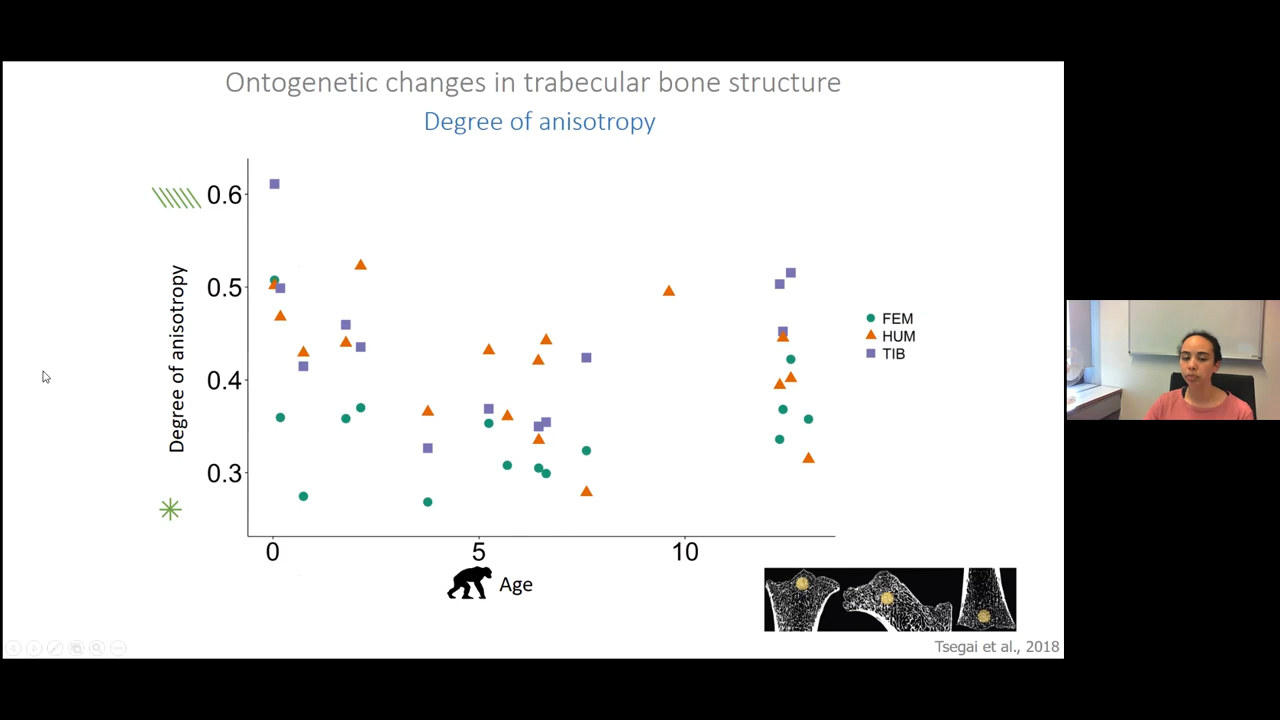 Ontogenetic changes in trabecular bone structure
Degree of anisotropy
0.6
0.5
0.4
0.3
Degree of anisotropy
0
5
10
Age
FEM
HUM
TIB
Tsegai et al., 2018